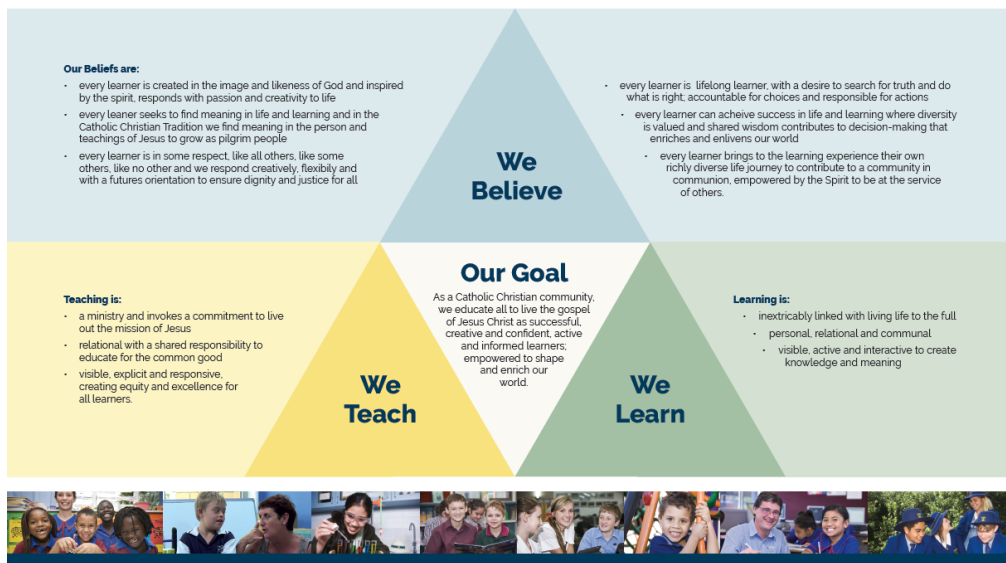 Our Beliefs are:
• every learner is created in the image and likeness of God and inspired
by the spirit, responds with passion and creativity to life
• every leaner seeks to find meaning in life and learning and in the
Catholic Christian Tradition we find meaning in the person and
teachings of Jesus to grow as pilgrim people
• every learner is in some respect, like all others, like some
others, like no other and we respond creatively, flexibily and
with a futures orientation to ensure dignity and justice for all
We
Believe
• every learner is lifelong learner, with a desire to search for truth and do
what is right; accountable for choices and responsible for actions
• every learner can acheive success in life and learning where diversity
is valued and shared wisdom contributes to decision-making that
enriches and enlivens our world
• every learner brings to the learning experience their own
richly diverse life journey to contribute to a community in
communion, empowered by the Spirit to be at the service
of others.
Teaching is:
• a ministry and invokes a commitment to live
out the mission of Jesus
• relational with a shared responsibility to
educate for the common good
• visible, explicit and responsive,
creating equity and excellence for
all learners.
We
Teach
Our Goal
As a Catholic Christian community,
we educate all to live the gospel
of Jesus Christ as successful,
creative and confident, active
and informed learners;
empowered to shape
and enrich our
world.
We
Learn
Learning is:
• inextricably linked with living life to the full
• personal, relational and communal
• visible, active and interactive to create
knowledge and meaning